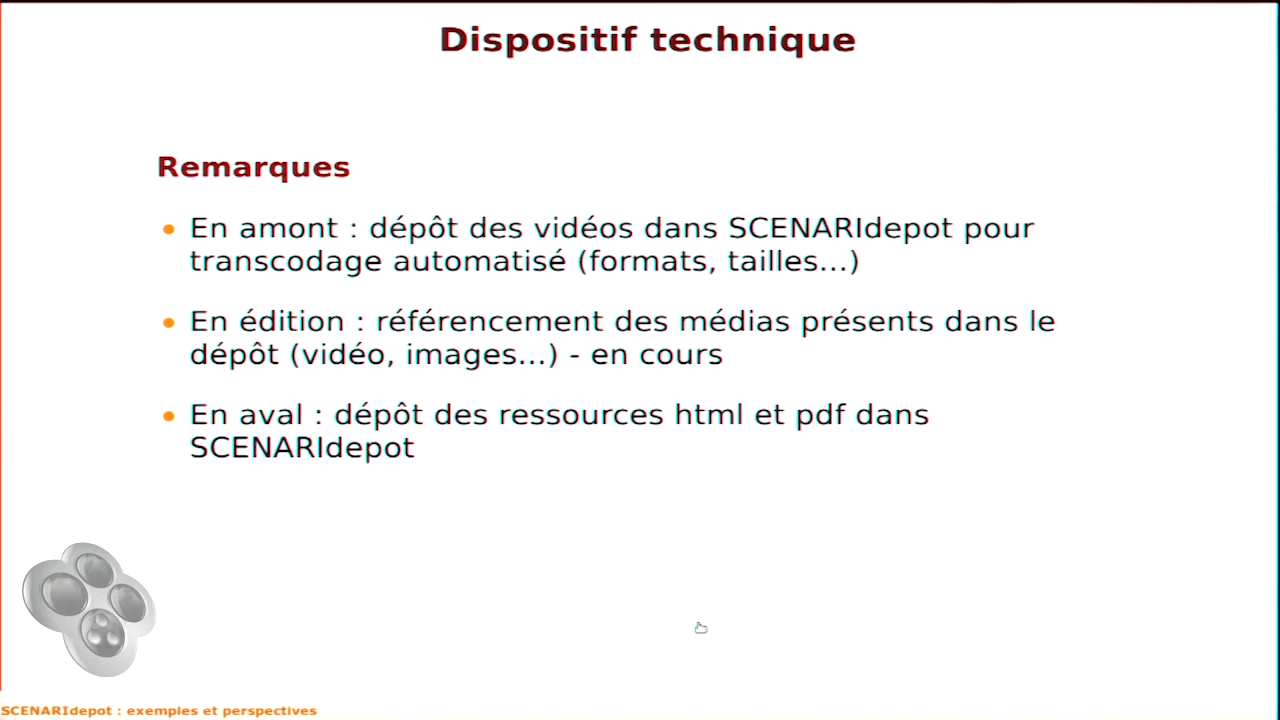 Dispositif technique
Remarques
• En amont : dépôt des vidéos dans SCENARIdepot pour
transcodage automatisé (formats, tailles...)
• En édition : référencement des médias présents dans le
dépôt (vidéo, images...) - en cours
• En aval : dépôt des ressources html et pdf dans
SCENARIdepot
SCENARIdepot : exemples et perspectives